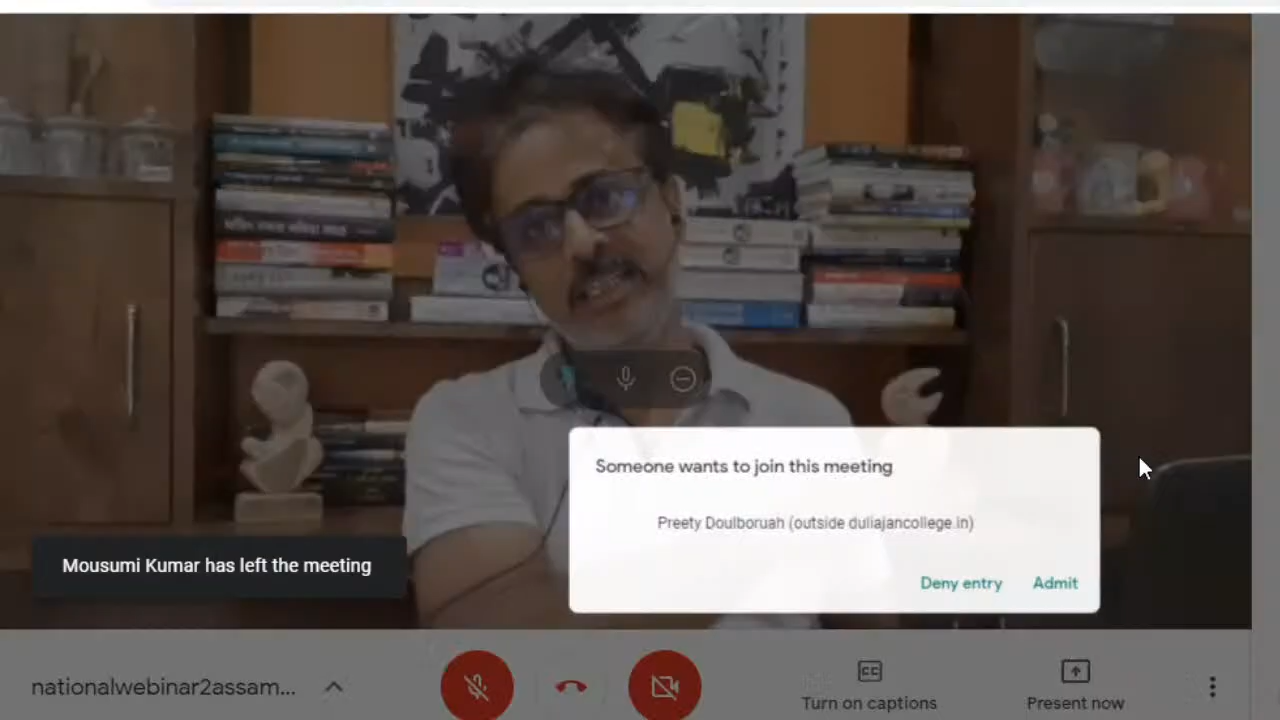 Someone wants to join this meeting
Preety Doulboruah (outside duliajancollege.in)
Deny entry
Admit
Mousumi Kumar has left the meeting
nationalwebinar2assam...
Turn on captions
Present now